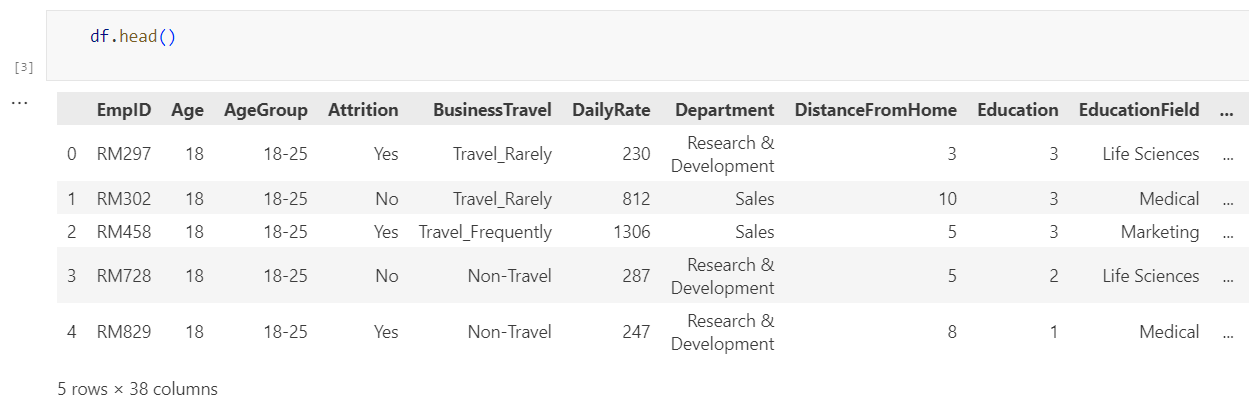 df.head()
[3]
...
EmpID Age AgeGroup Attrition BusinessTravel DailyRate Department DistanceFromHome Education EducationField ...
0 RM297 18 18-25 Yes Travel_Rarely 230 Research & Development 3 3 Life Sciences ...
1 RM302 18 18-25 No Travel_Rarely 812 Sales 10 3 Medical ...
2 RM458 18 18-25 Yes Travel_Frequently 1306 Sales 5 3 Marketing ...
3 RM728 18 18-25 No Non-Travel 287 Research & Development 5 2 Life Sciences ...
4 RM829 18 18-25 Yes Non-Travel 247 Research & Development 8 1 Medical ...
5 rows × 38 columns